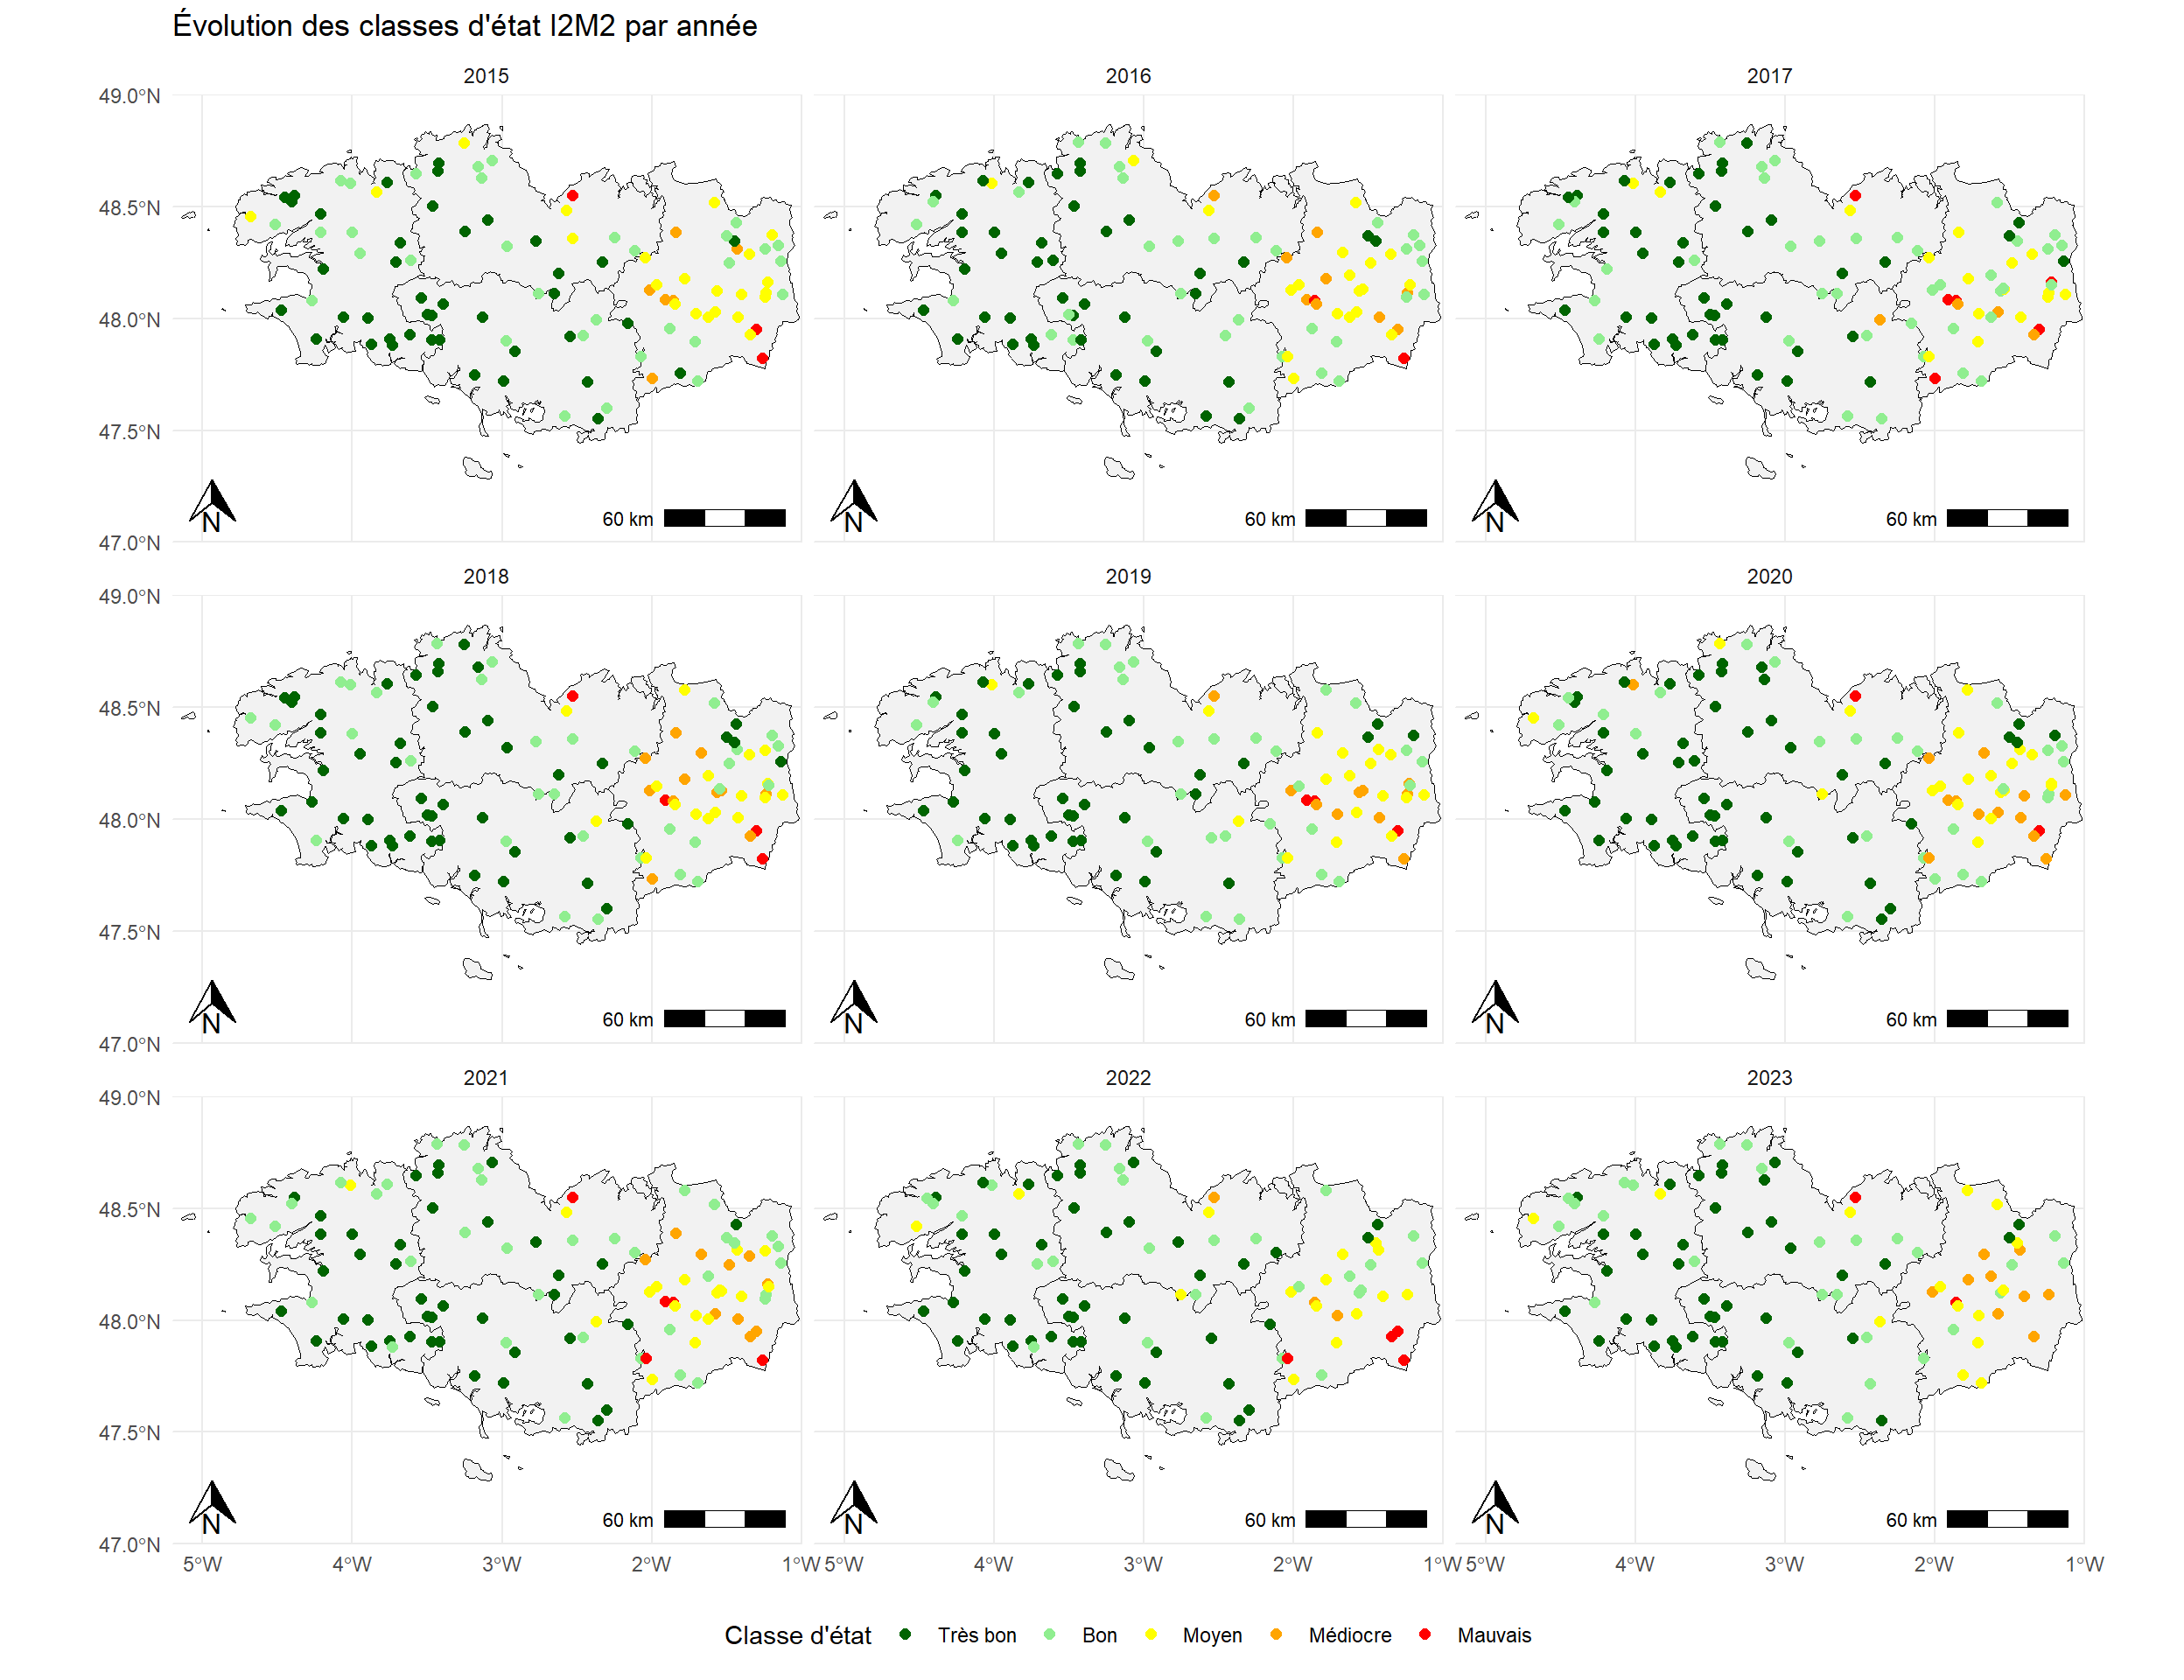 Évolution des classes d'état I2M2 par année
2015 2016 2017
49.0°N
48.5°N
48.0°N
47.5°N
47.0°N
N 60 km N 60 km N 60 km
2018 2019 2020
49.0°N
48.5°N
48.0°N
47.5°N
47.0°N
N 60 km N 60 km N 60 km
2021 2022 2023
49.0°N
48.5°N
48.0°N
47.5°N
47.0°N
N 60 km N 60 km N 60 km
5°W 4°W 3°W 2°W 1°W 5°W 4°W 3°W 2°W 1°W 5°W 4°W 3°W 2°W 1°W
Classe d'état Très bon Bon Moyen Médiocre Mauvais